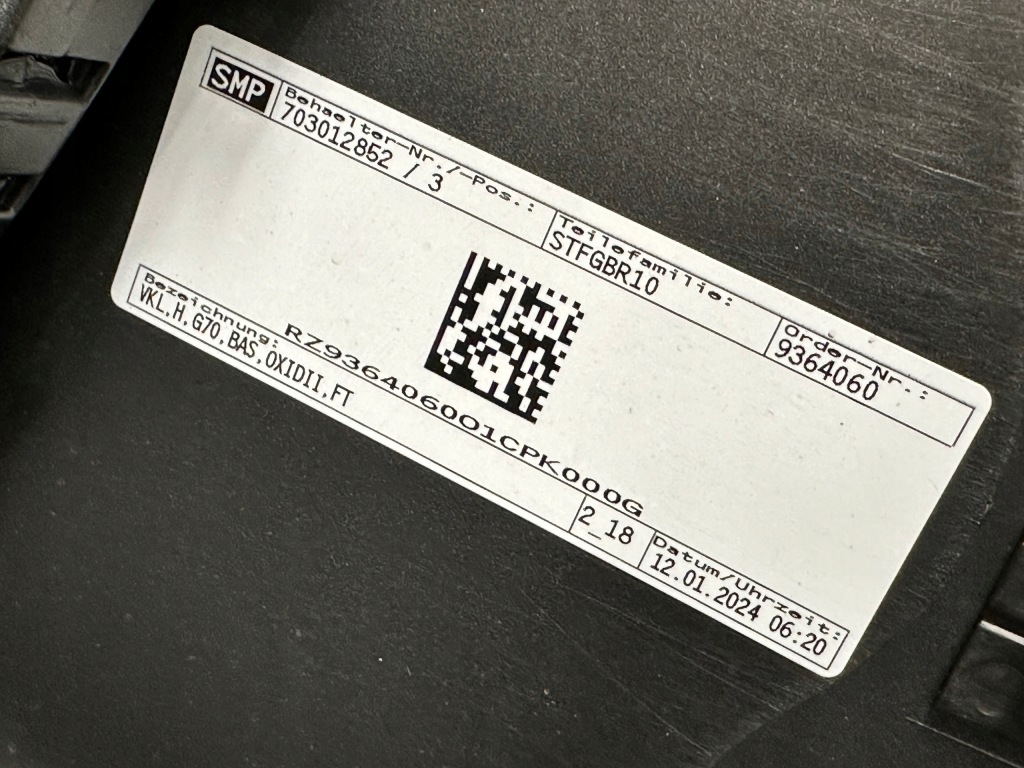 SMP
Behaelter-Nr./-Pos.:
703012852 / 3
Teilefamilie:
STFGBR10
Order-Nr.:
9364060
RZ936406001CPK000G
Bezeichnung:
VKL,H,G70,BAS,OXIDII,FT
2_18
Datum/Uhrzeit:
12.01.2024 06:20